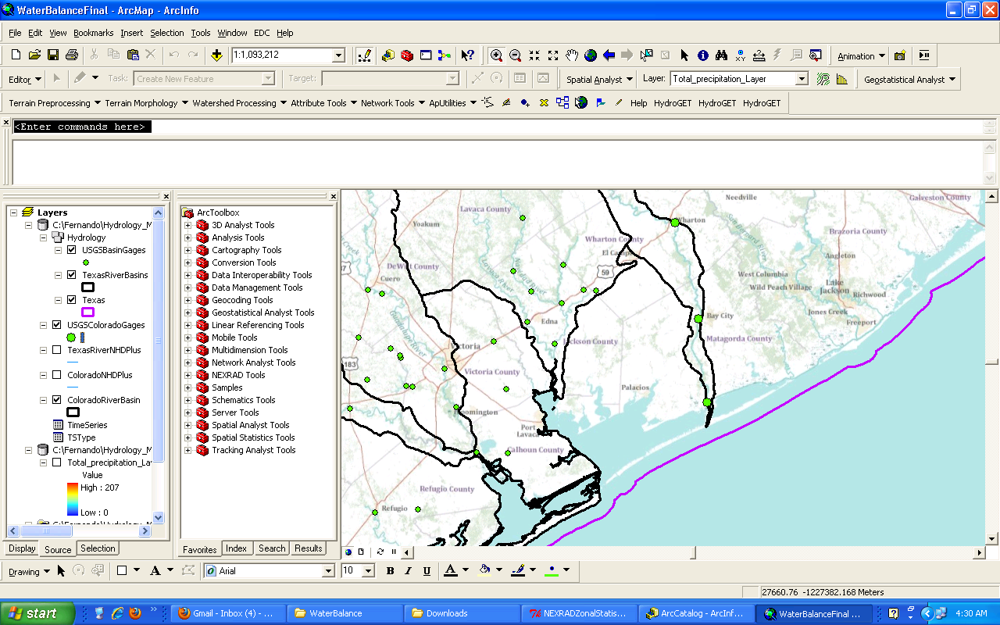 WaterBalanceFinal - ArcMap - ArcInfo
File Edit View Bookmarks Insert Selection Tools Window EDC Help
1:1,093,212
Animation
Editor Task: Create New Feature Target: Spatial Analyst Layer: Total_precipitation_Layer Geostatistical Analyst
Terrain Preprocessing Terrain Morphology Watershed Processing Attribute Tools Network Tools ApUtilities Help HydroGET HydroGET HydroGET
<Enter commands here>
Layers
C:\Fernando\Hydrology_M
Hydrology
USGSBasinGages
TexasRiverBasins
Texas
USGSColoradoGages
TexasRiverNHDPlus
ColoradoNHDPlus
ColoradoRiverBasin
TimeSeries
TSType
C:\Fernando\Hydrology_M
Total_precipitation_La
Value
High : 207
Low : 0
Display Source Selection
ArcToolbox
3D Analyst Tools
Analysis Tools
Cartography Tools
Conversion Tools
Data Interoperability Tools
Data Management Tools
Geocoding Tools
Geostatistical Analyst Tools
Linear Referencing Tools
Mobile Tools
Multidimension Tools
Network Analyst Tools
NEXRAD Tools
Samples
Schematics Tools
Server Tools
Spatial Analyst Tools
Spatial Statistics Tools
Tracking Analyst Tools
Favorites Index Search Results
Needville
Galveston County
Lavaca County
Yoakum
Wharton
Brazoria County
Wharton County
El Campo
Angleton
DeWitt County
59
Cuero
West Columbia
Lake Jackson
Wild Peach Village
Richwood
Jones Creek
Freeport
Guadalupe River
Edna
Bay City
Jackson County
Matagorda County
Victoria
183
Victoria County
Palacios
Bloomington
Port Lavaca
Calhoun County
Refugio County
Refugio
Drawing Arial 10 B I U A
27660.76 -1227382.168 Meters
start Gmail - Inbox (4) - ... WaterBalance Downloads NEXRADZonalStatis... ArcCatalog - ArcInf... WaterBalanceFinal ... 4:30 AM